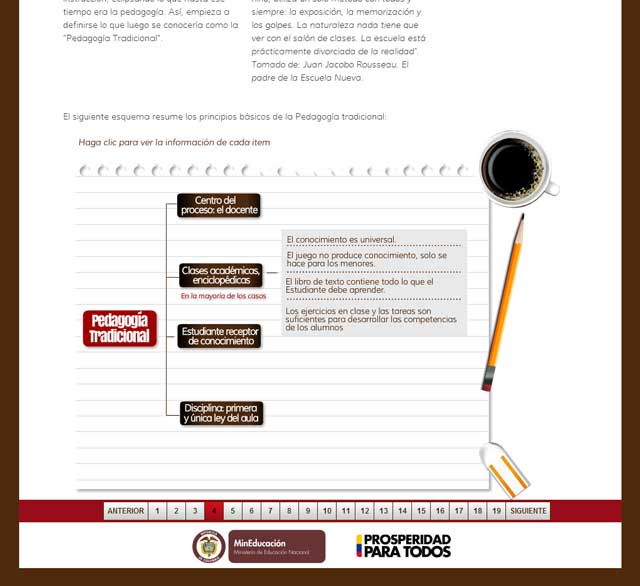 instrucción, eclipsando lo que hasta ese
tiempo era la pedagogía. Así, empieza a
definirse lo que luego se conocería como la
"Pedagogía Tradicional".
niño, utiliza un solo método con todos y
siempre: la exposición, la memorización y
los golpes. La naturaleza nada tiene que
ver con el salón de clases. La escuela está
prácticamente divorciada de la realidad".
Tomado de: Juan Jacobo Rousseau. El
padre de la Escuela Nueva.
El siguiente esquema resume los principios básicos de la Pedagogía tradicional:
Haga clic para ver la información de cada item
Centro del
proceso: el docente
Clases académicas,
enciclopédicas
En la mayoría de los casos
El conocimiento es universal.
El juego no produce conocimiento, solo se
hace para los menores.
El libro de texto contiene todo lo que el
Estudiante debe aprender.
Los ejercicios en clase y las tareas son
suficientes para desarrollar las competencias
de los alumnos
Pedagogía
Tradicional
Estudiante receptor
de conocimiento
Disciplina: primera
y única ley del aula
ANTERIOR 1 2 3 4 5 6 7 8 9 10 11 12 13 14 15 16 17 18 19 SIGUIENTE
MinEducación
Ministerio de Educación Nacional
PROSPERIDAD
PARA TODOS